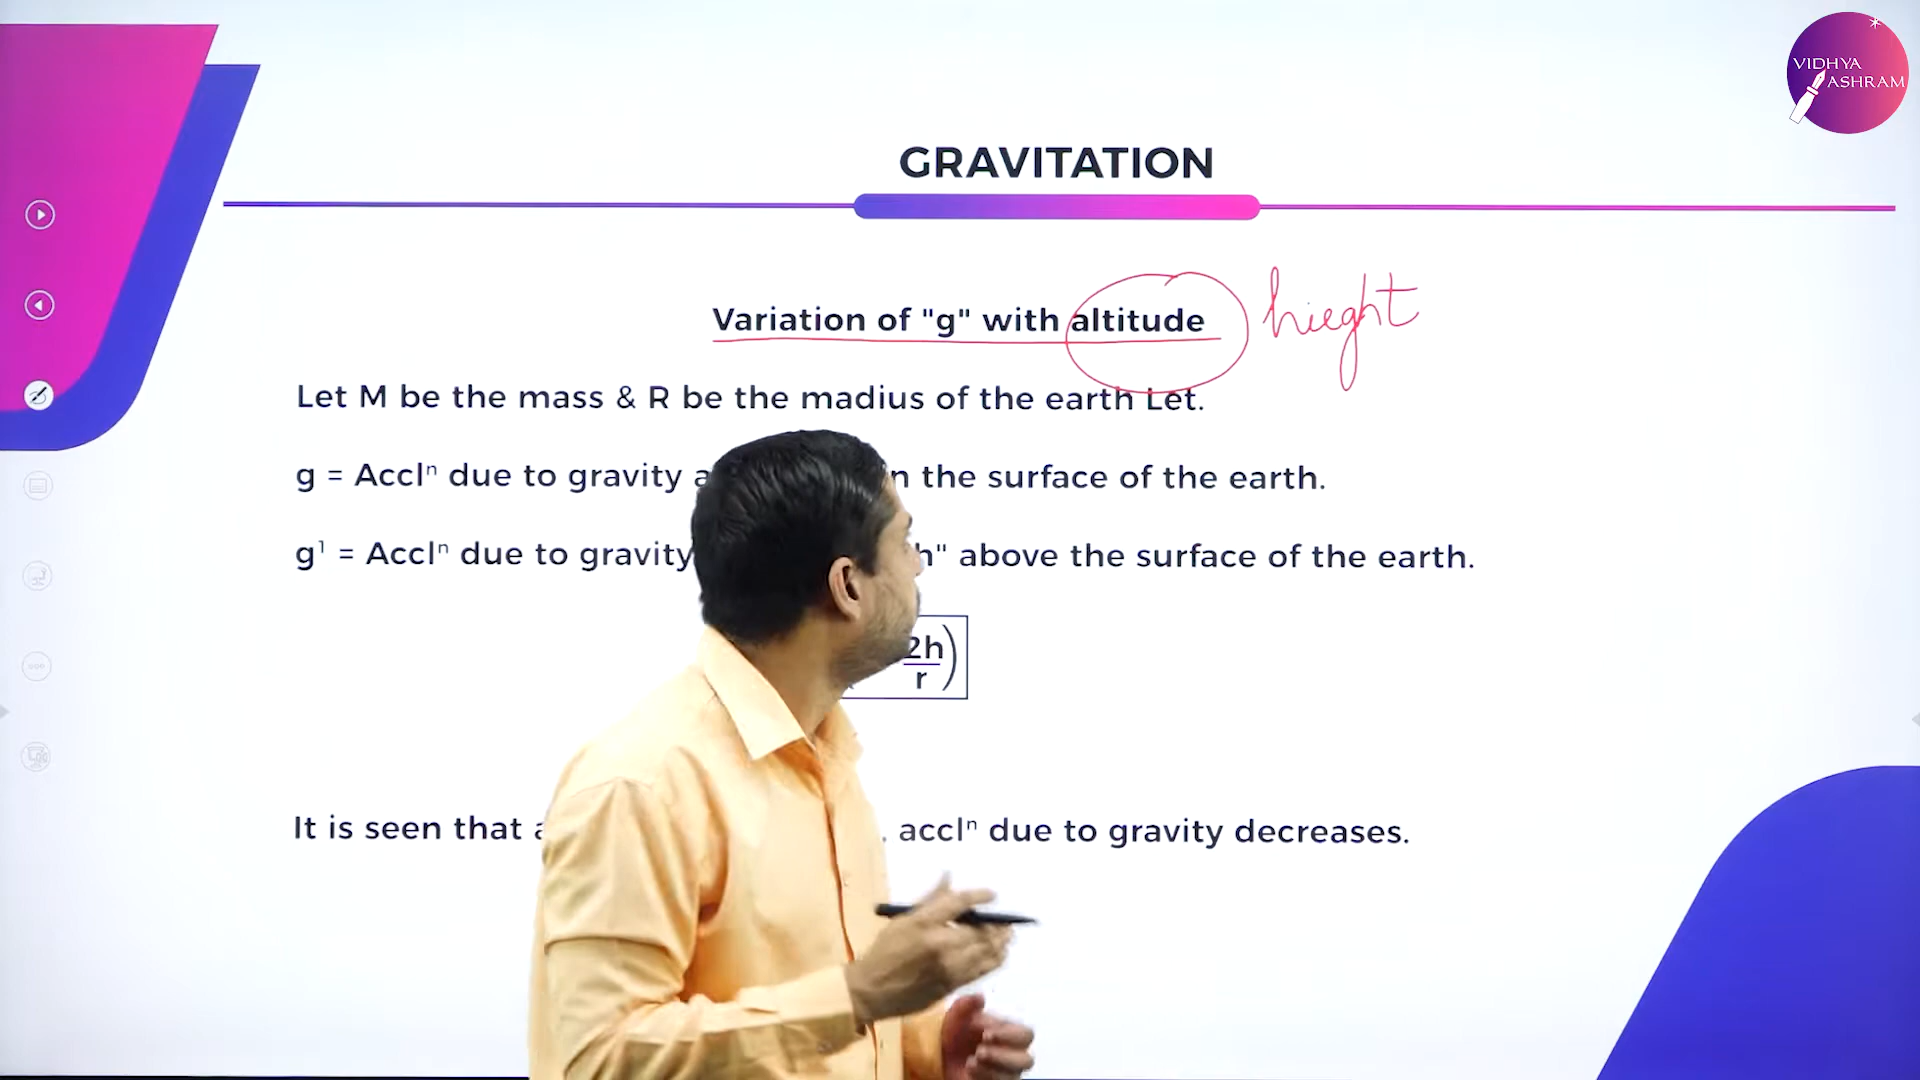 VIDHYA
ASHRAM
GRAVITATION
Variation of "g" with altitude hieght
Let M be the mass & R be the madius of the earth Let.
g = Acclⁿ due to gravity the surface of the earth.
g¹ = Acclⁿ due to gravity h" above the surface of the earth.
2h
r
It is seen that acclⁿ due to gravity decreases.